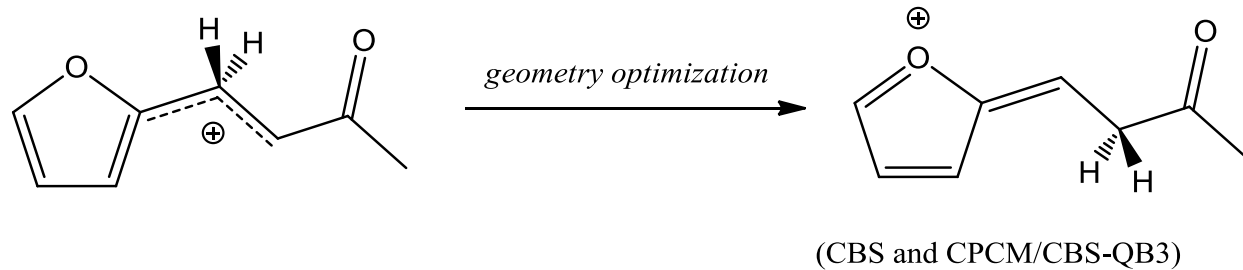 H H O O
⊕
geometry optimization
⊕
O O
H H
(CBS and CPCM/CBS-QB3)